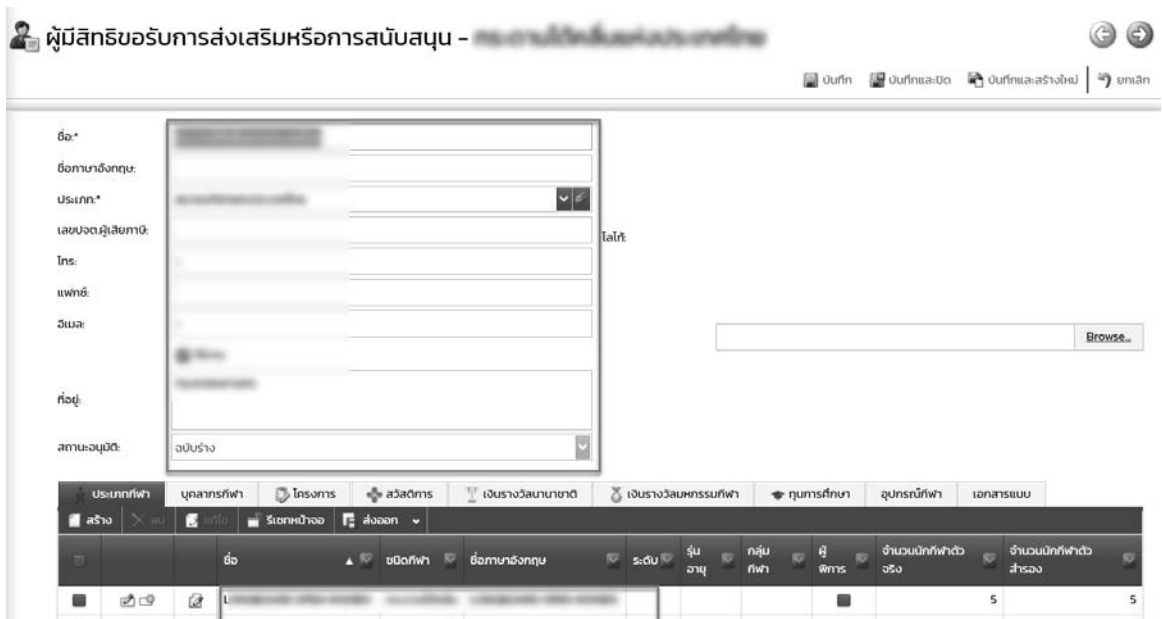 ผู้มีสิทธิขอรับการส่งเสริมหรือการสนับสนุน -
บันทึก บันทึกและปิด บันทึกและสร้างใหม่ ยกเลิก
ชื่อ:*
ชื่อภาษาอังกฤษ:
ประเภท:*
เลขปจต.ผู้เสียภาษี:
โลโก้:
โทร:
แฟกซ์:
อีเมล:
Browse...
ที่อยู่:
สถานะอนุมัติ: ฉบับร่าง
ประเภทกีฬา บุคลากรกีฬา โครงการ สวัสดิการ เงินรางวัลนานาชาติ เงินรางวัลมหกรรมกีฬา ทุนการศึกษา อุปกรณ์กีฬา เอกสารแนบ
สร้าง ลบ แก้ไข รีเซทหน้าจอ ส่งออก
ชื่อ ชนิดกีฬา ชื่อภาษาอังกฤษ ระดับ รุ่นอายุ กลุ่มกีฬา ผู้พิการ จำนวนนักกีฬาตัวจริง จำนวนนักกีฬาตัวสำรอง
5 5